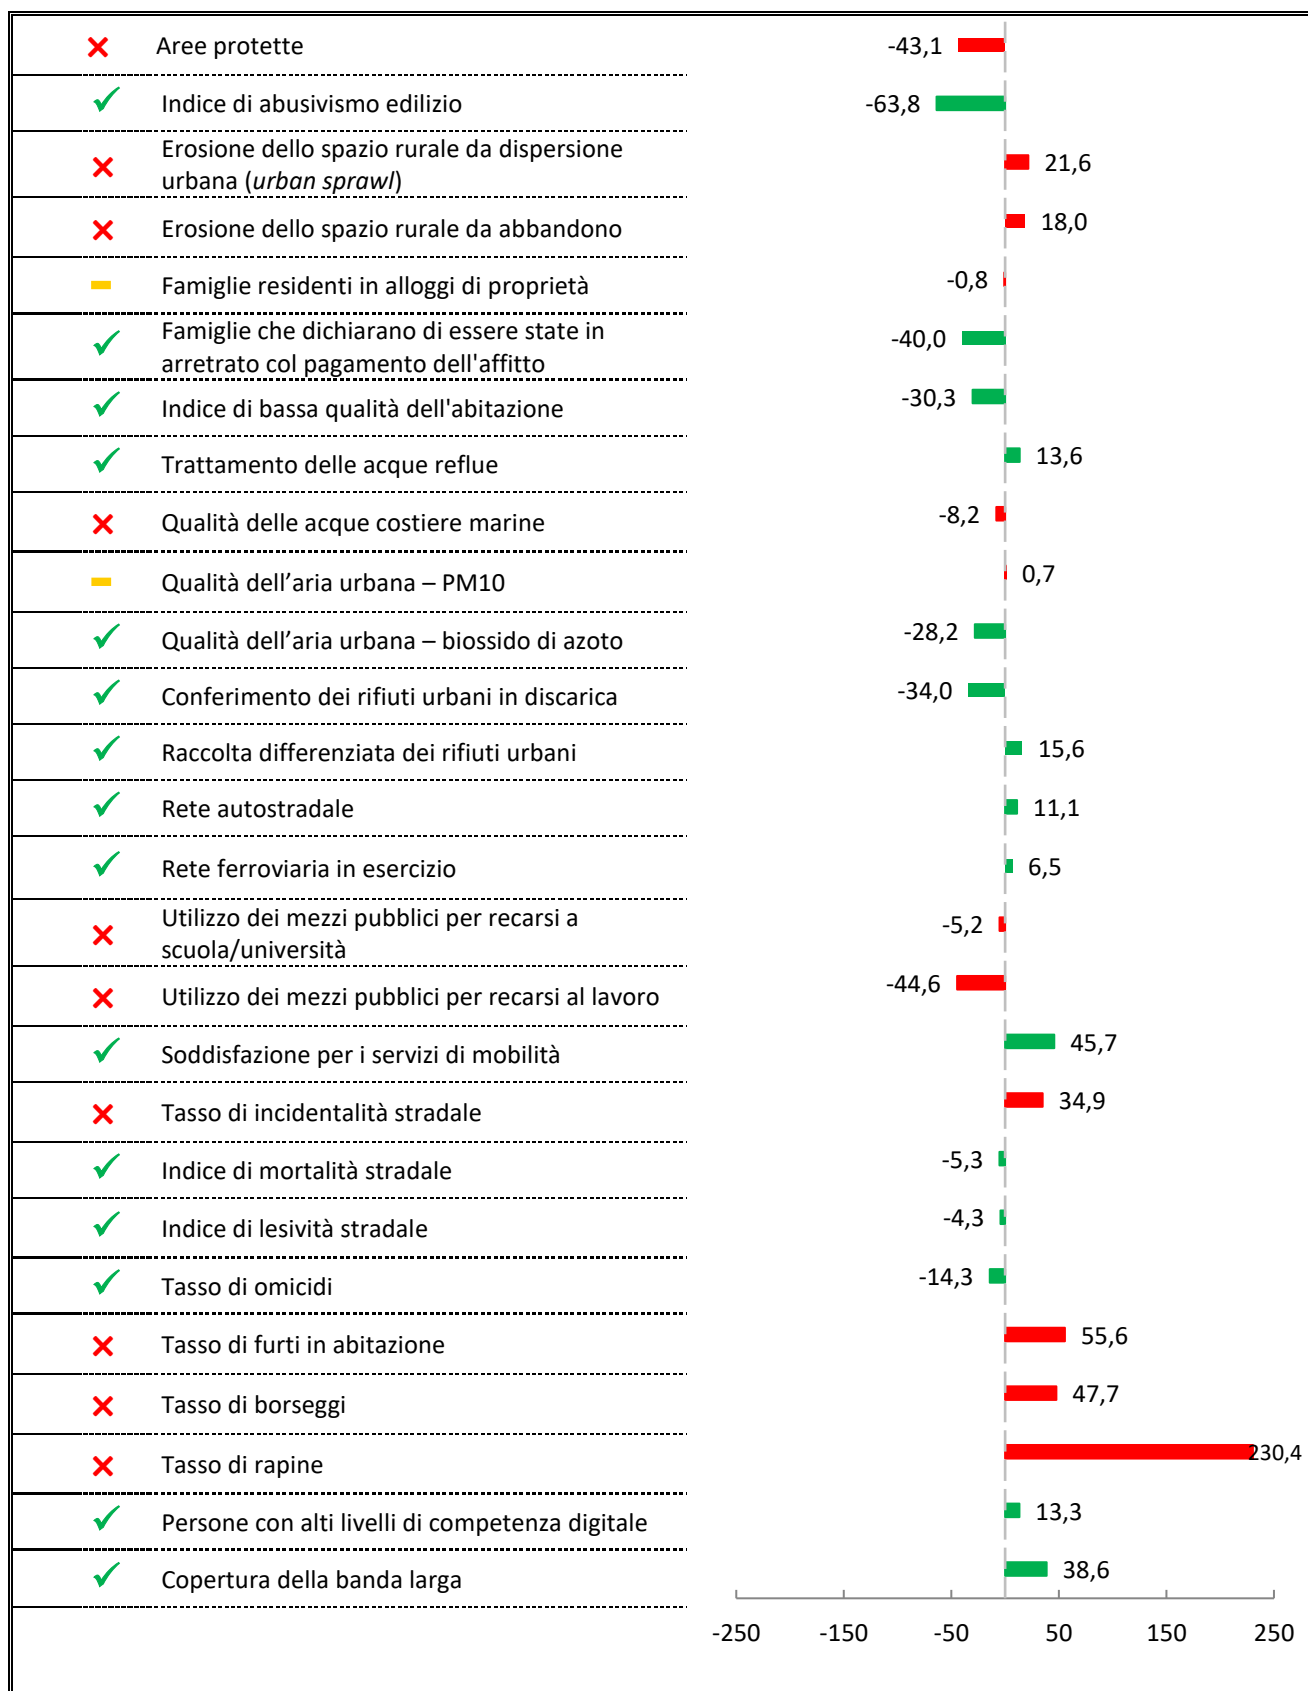 Aree protette -43,1
Indice di abusivismo edilizio -63,8
Erosione dello spazio rurale da dispersione
urbana (urban sprawl) 21,6
Erosione dello spazio rurale da abbandono 18,0
Famiglie residenti in alloggi di proprietà -0,8
Famiglie che dichiarano di essere state in
arretrato col pagamento dell'affitto -40,0
Indice di bassa qualità dell'abitazione -30,3
Trattamento delle acque reflue 13,6
Qualità delle acque costiere marine -8,2
Qualità dell’aria urbana – PM10 0,7
Qualità dell’aria urbana – biossido di azoto -28,2
Conferimento dei rifiuti urbani in discarica -34,0
Raccolta differenziata dei rifiuti urbani 15,6
Rete autostradale 11,1
Rete ferroviaria in esercizio 6,5
Utilizzo dei mezzi pubblici per recarsi a
scuola/università -5,2
Utilizzo dei mezzi pubblici per recarsi al lavoro -44,6
Soddisfazione per i servizi di mobilità 45,7
Tasso di incidentalità stradale 34,9
Indice di mortalità stradale -5,3
Indice di lesività stradale -4,3
Tasso di omicidi -14,3
Tasso di furti in abitazione 55,6
Tasso di borseggi 47,7
Tasso di rapine 230,4
Persone con alti livelli di competenza digitale 13,3
Copertura della banda larga 38,6
-250 -150 -50 50 150 250